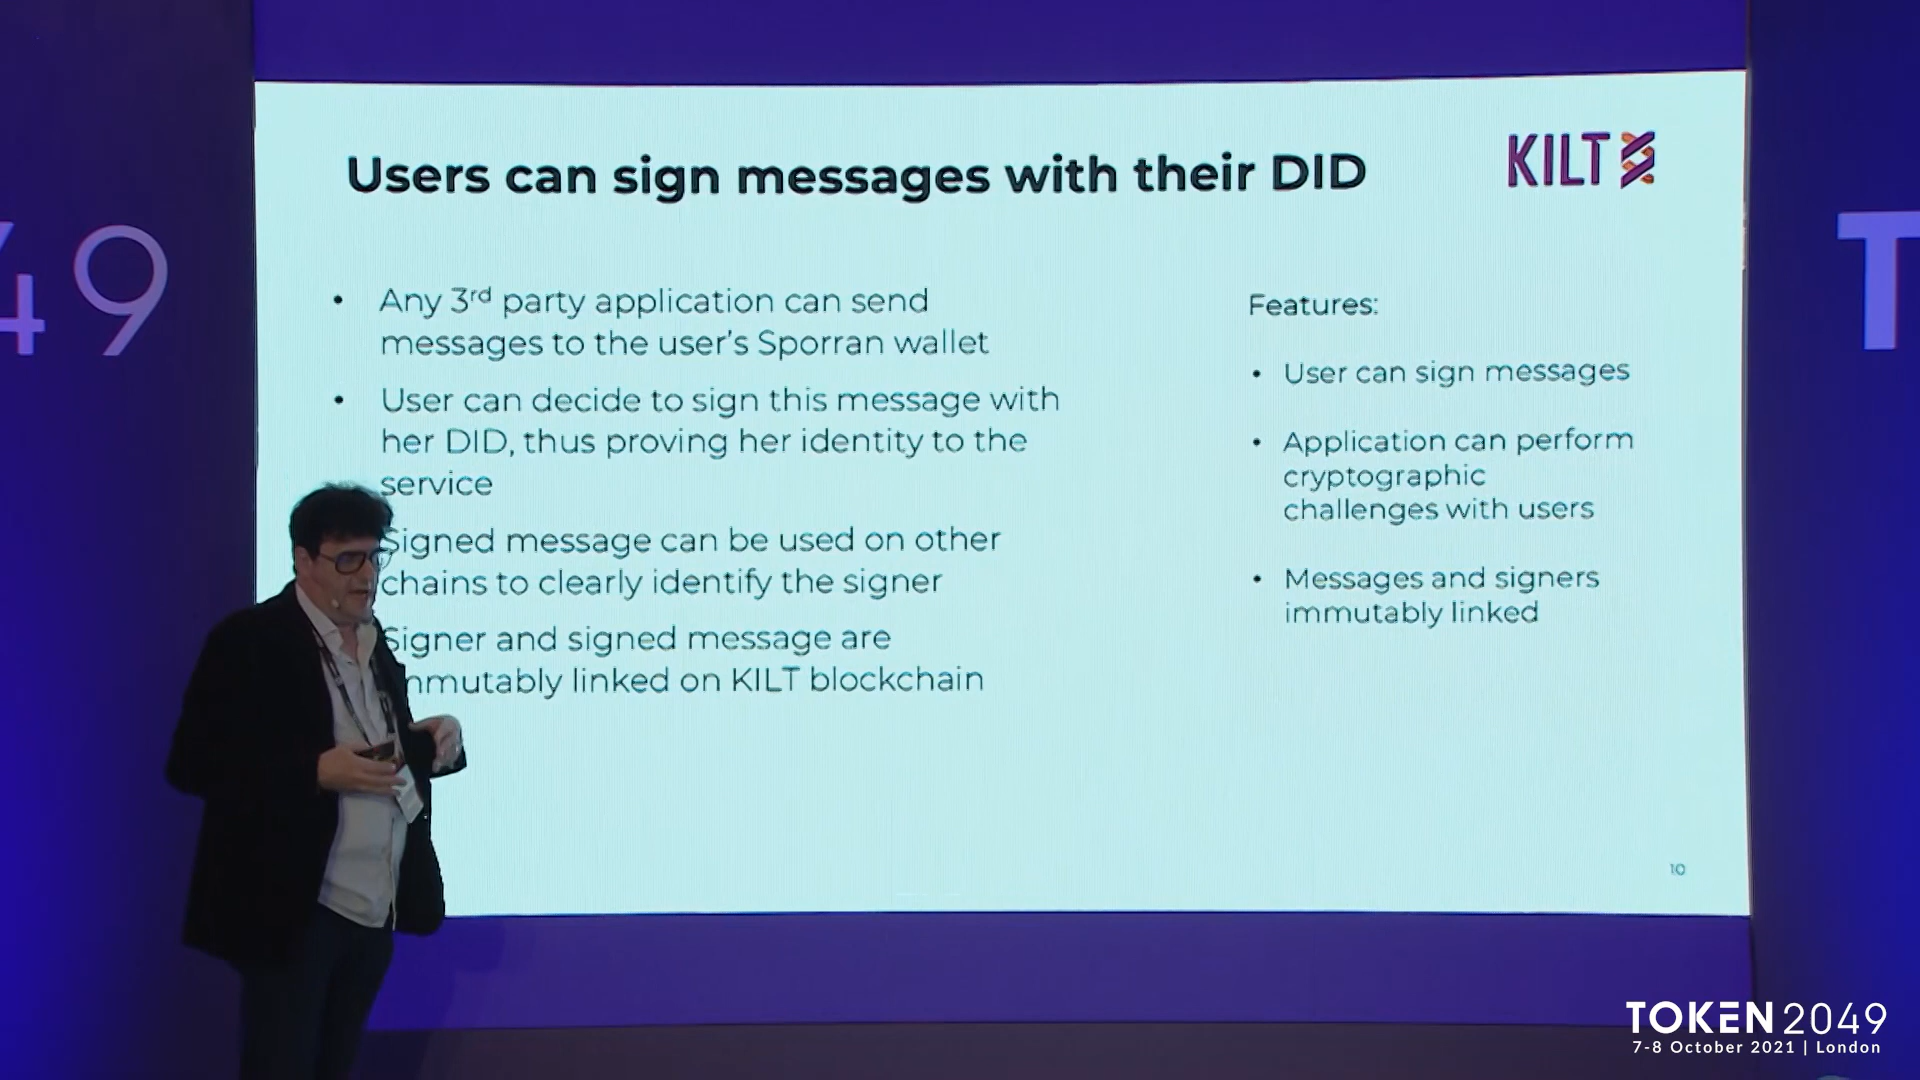 Users can sign messages with their DID
KILT
• Any 3rd party application can send
messages to the user's Sporran wallet
• User can decide to sign this message with
her DID, thus proving her identity to the
service
Signed message can be used on other
chains to clearly identify the signer
Signer and signed message are
immutably linked on KILT blockchain
Features:
• User can sign messages
• Application can perform
cryptographic
challenges with users
• Messages and signers
immutably linked
10
49
T
TOKEN2049
7-8 October 2021 | London